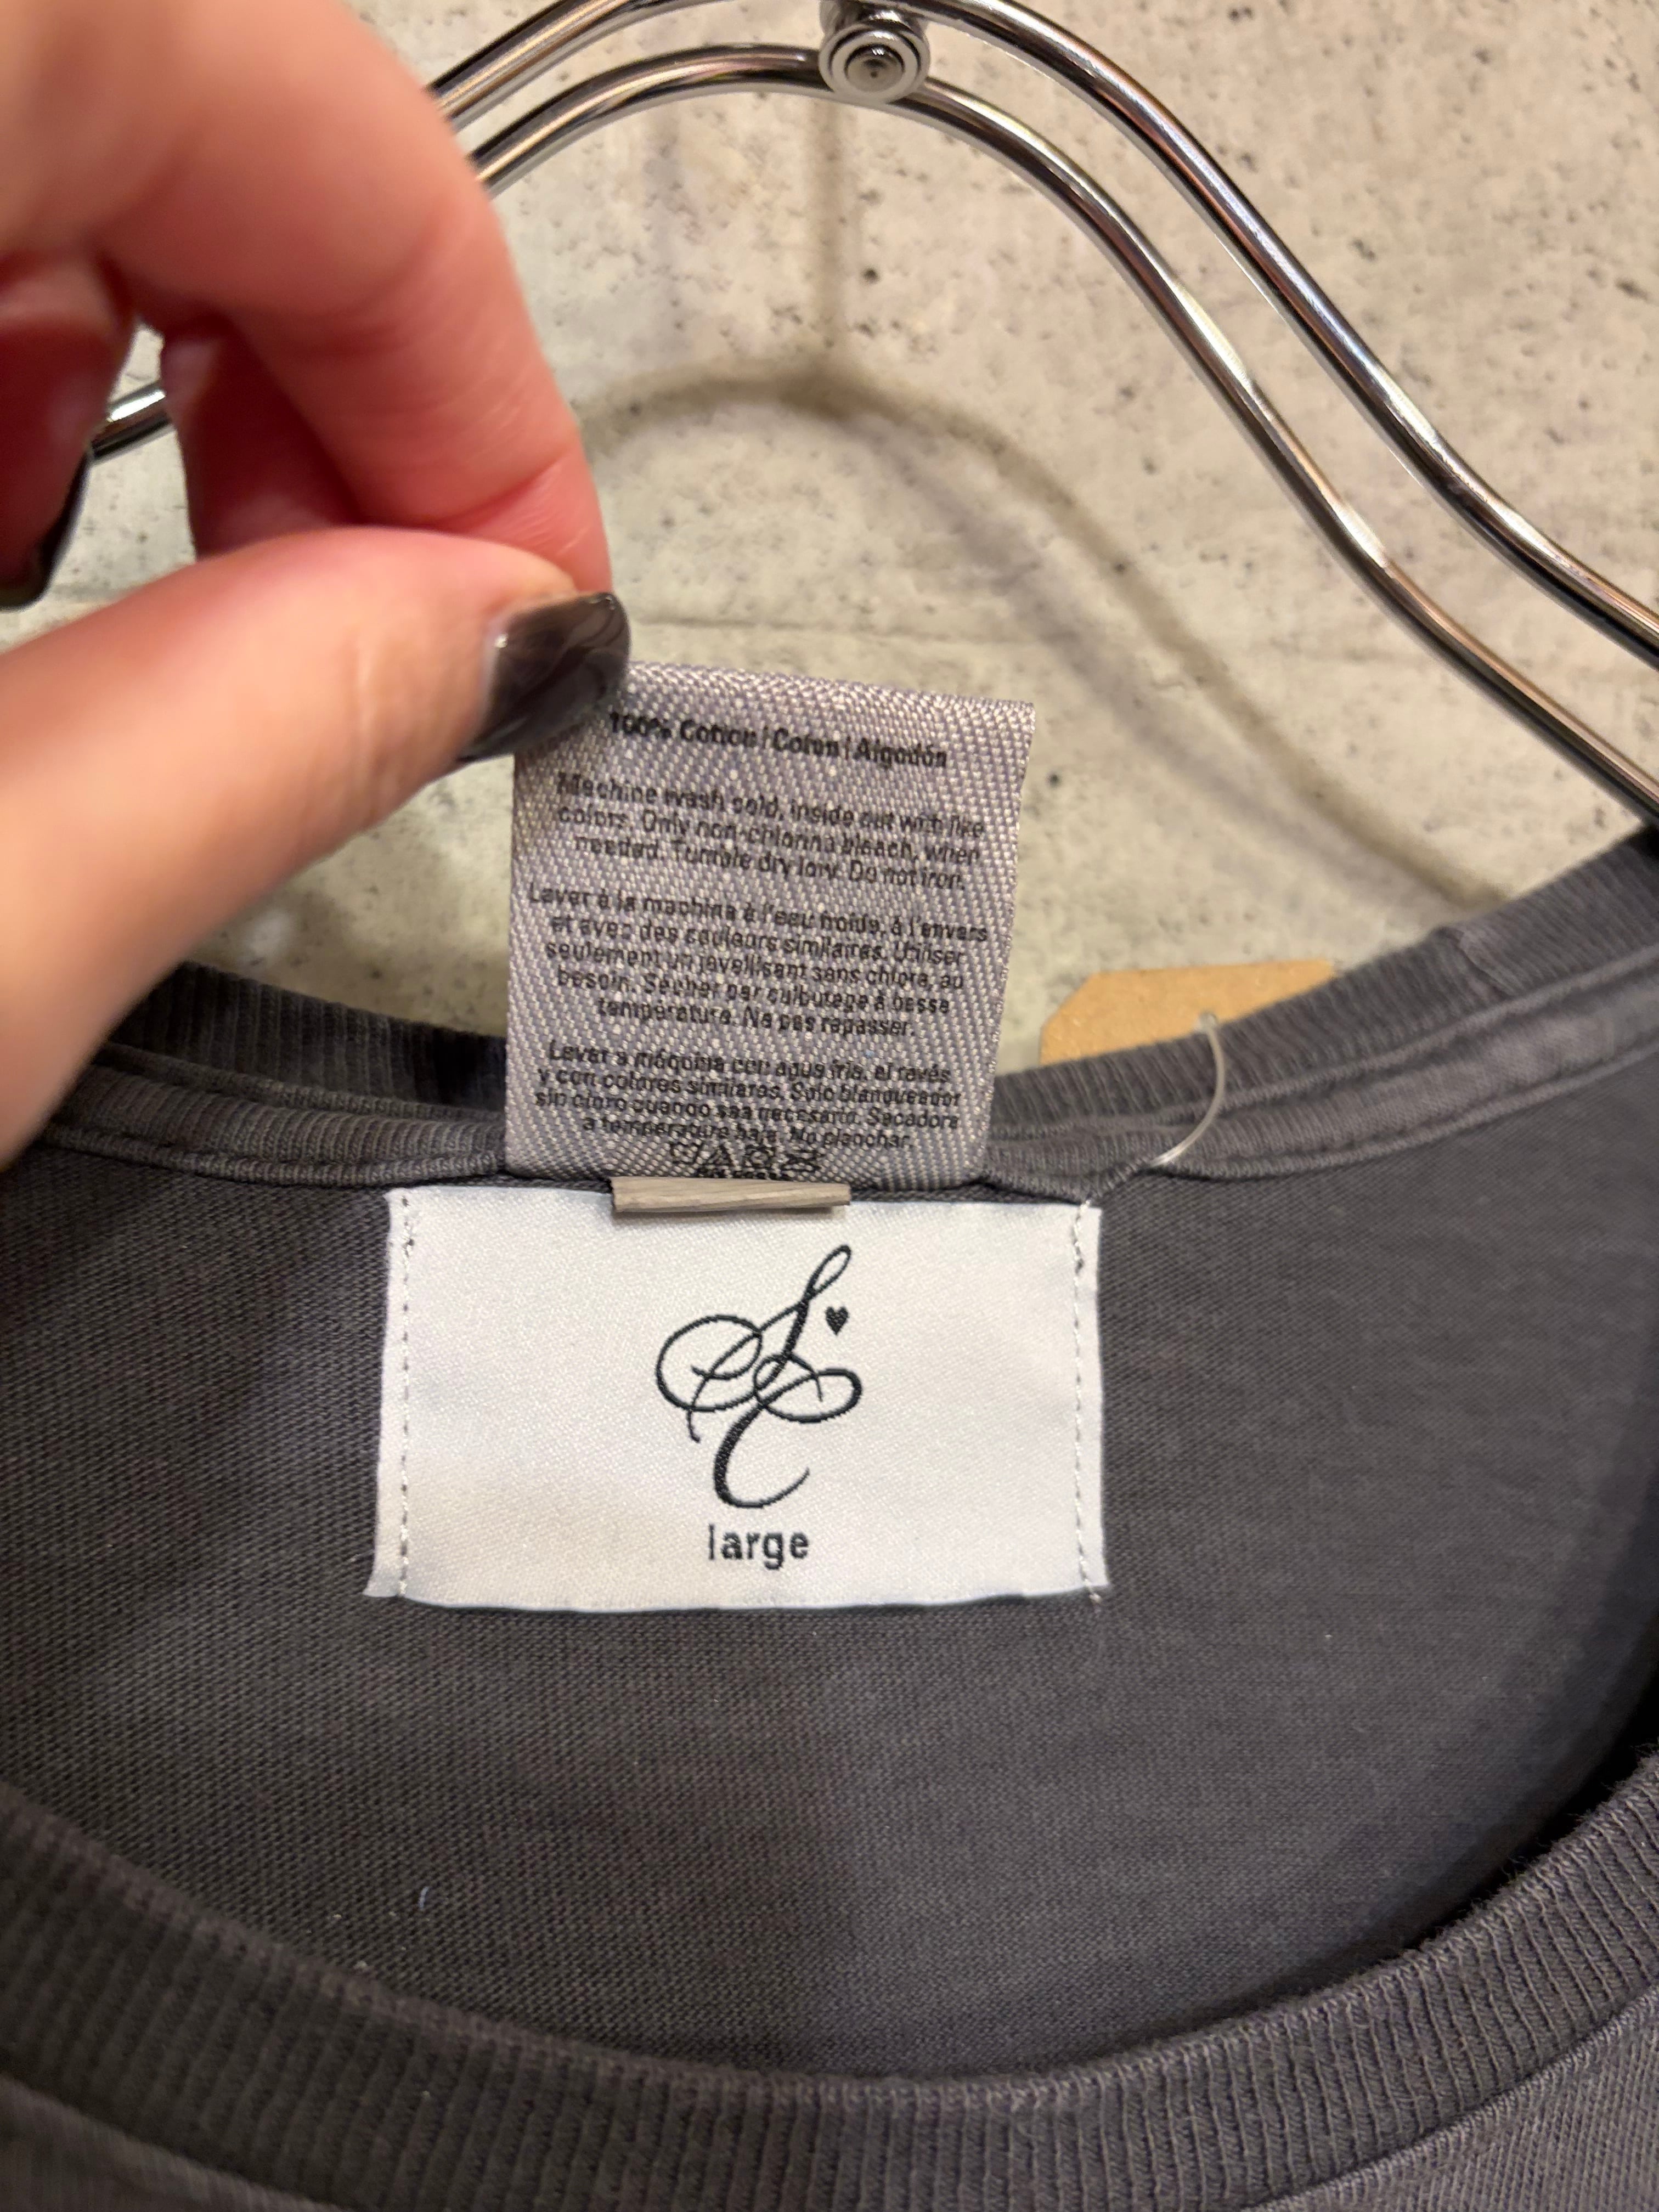 100% Cotton | Coton | Algodón
Machine wash cold, inside out with like
colors. Only non-chlorine bleach, when
needed. Tumble dry low. Do not iron.
Laver à la machine à l'eau froide, à l'envers
et avec des couleurs similaires. Utiliser
seulement un javellisant sans chlore, au
besoin. Sécher par culbutage à basse
température. Ne pas repasser.
Lavar a máquina con agua fría, al revés
y con colores similares. Solo blanqueador
sin cloro cuando sea necesario. Secadora
a temperatura baja. No planchar.
SC
large